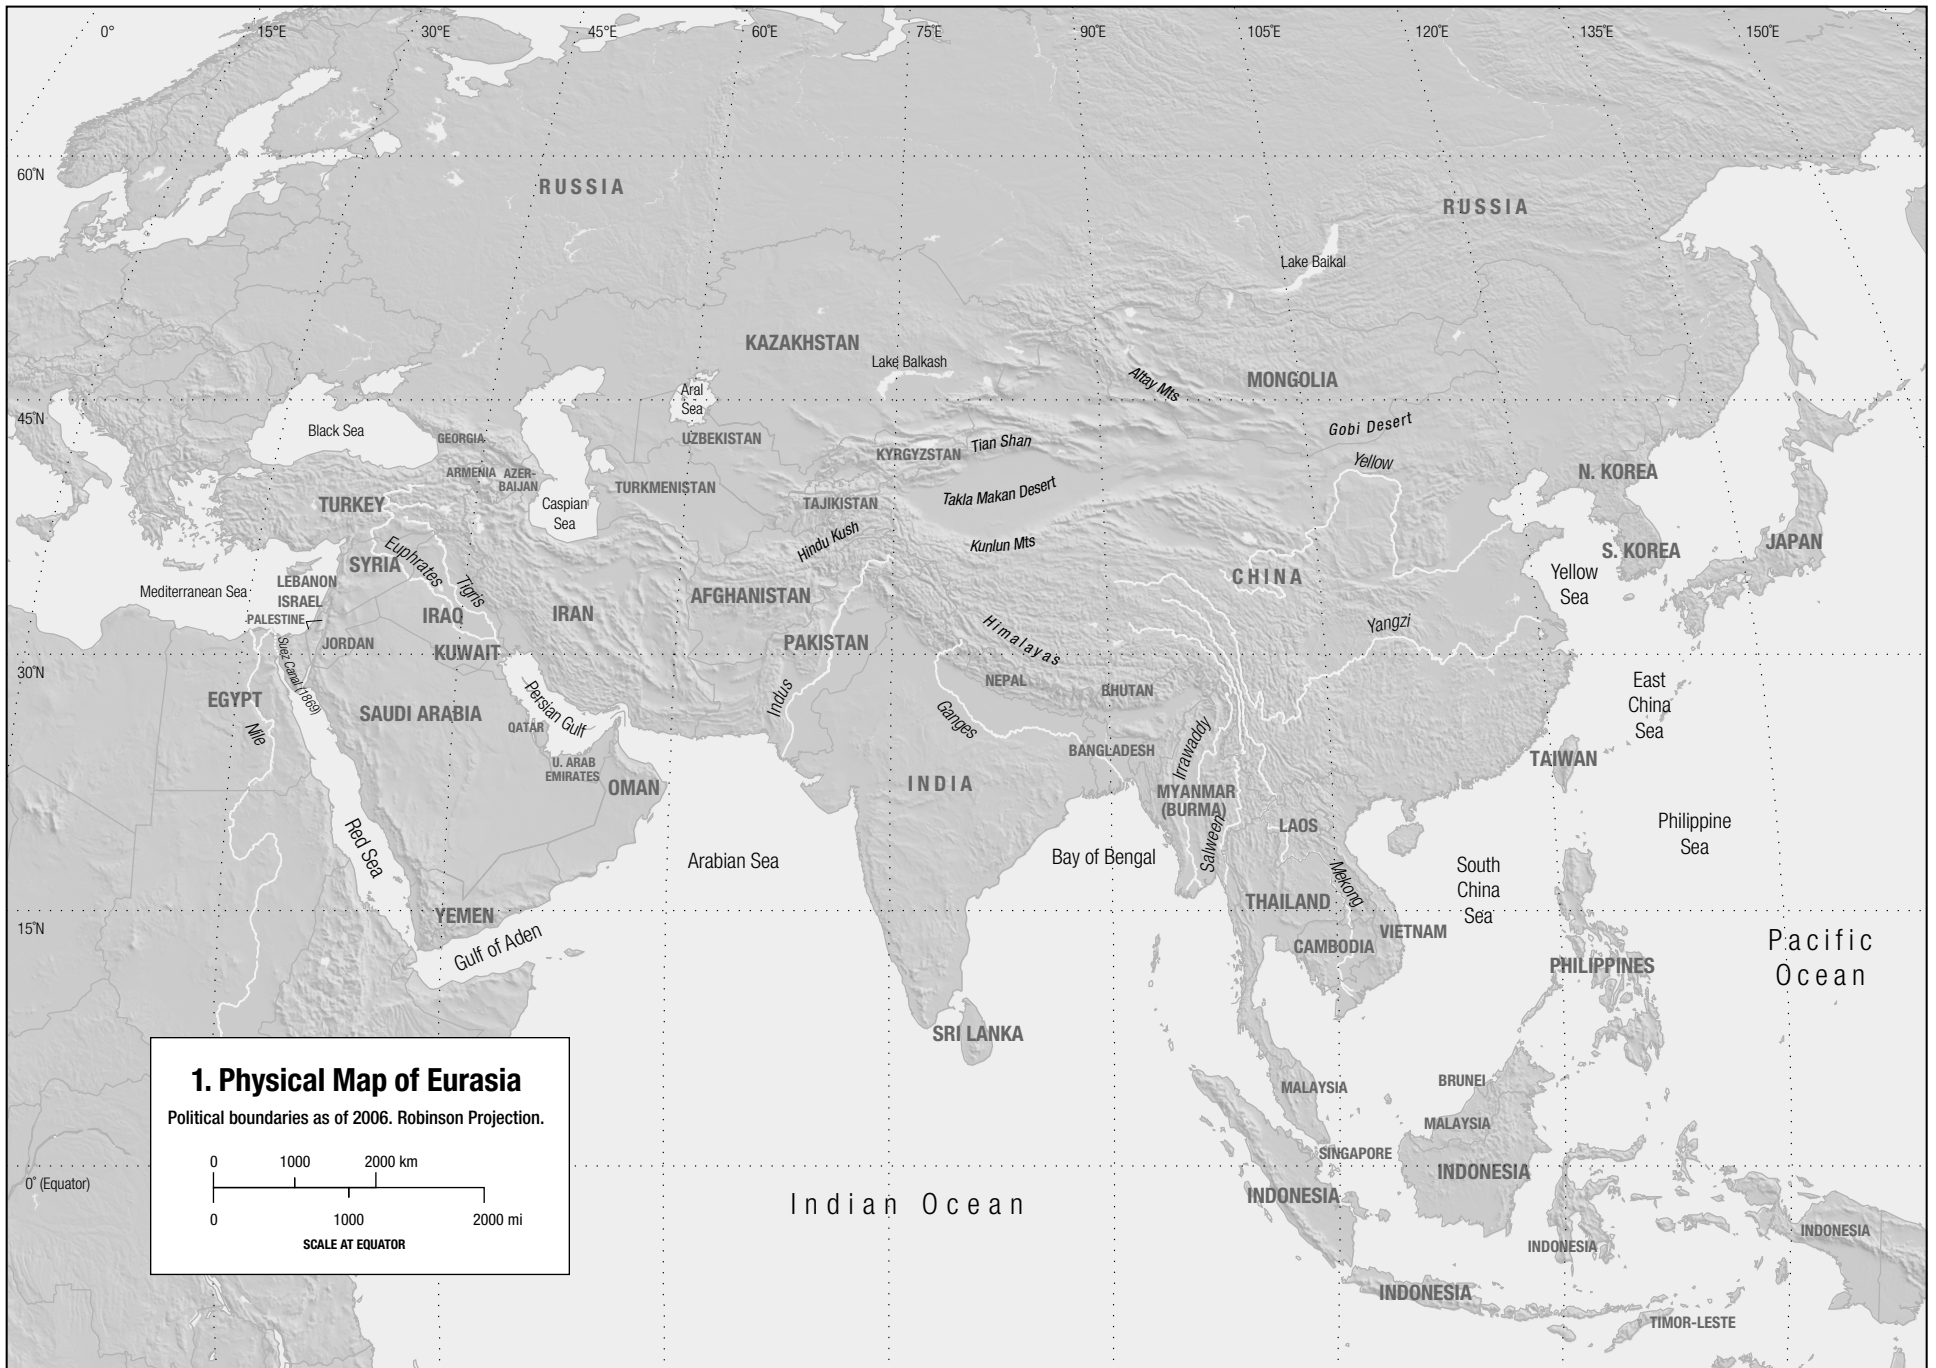 0°
15°E
30°E
45°E
60°E
75°E
90°E
105°E
120°E
135°E
150°E
60°N
RUSSIA
RUSSIA
Lake Baikal
KAZAKHSTAN
Lake Balkash
Altay Mts
MONGOLIA
Aral
Sea
45°N
Black Sea
GEORGIA
UZBEKISTAN
KYRGYZSTAN
Tian Shan
Gobi Desert
Yellow
ARMENIA
AZER-
BAIJAN
TURKEY
Caspian
Sea
TURKMENISTAN
TAJIKISTAN
Takla Makan Desert
N. KOREA
Hindu Kush
Kunlun Mts
S. KOREA
JAPAN
SYRIA
Euphrates
Tigris
CHINA
Yellow
Sea
Mediterranean Sea
LEBANON
ISRAEL
PALESTINE
IRAQ
IRAN
AFGHANISTAN
JORDAN
KUWAIT
PAKISTAN
Himalayas
Yangzi
30°N
Suez Canal (1869)
EGYPT
Nile
SAUDI ARABIA
QATAR
Persian Gulf
Indus
NEPAL
BHUTAN
Ganges
BANGLADESH
East
China
Sea
U. ARAB
EMIRATES
OMAN
INDIA
Irrawaddy
MYANMAR
(BURMA)
TAIWAN
Red Sea
Arabian Sea
Bay of Bengal
Salween
LAOS
Philippine
Sea
South
China
Sea
THAILAND
Mekong
15°N
YEMEN
Gulf of Aden
CAMBODIA
VIETNAM
PHILIPPINES
Pacific
Ocean
SRI LANKA
MALAYSIA
BRUNEI
MALAYSIA
SINGAPORE
INDONESIA
0° (Equator)
Indian Ocean
INDONESIA
INDONESIA
INDONESIA
INDONESIA
TIMOR-LESTE
1. Physical Map of Eurasia
Political boundaries as of 2006. Robinson Projection.
0 1000 2000 km
0 1000 2000 mi
SCALE AT EQUATOR